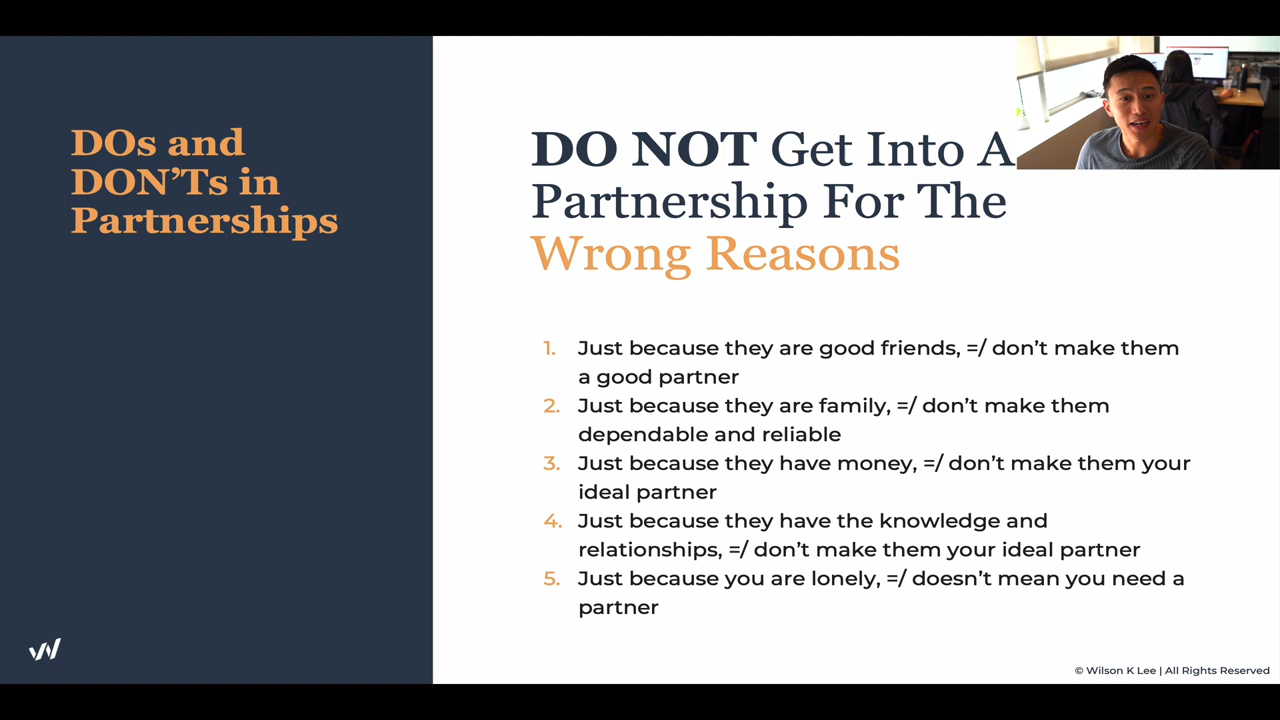 DOs and
DON’Ts in
Partnerships
DO NOT Get Into A
Partnership For The
Wrong Reasons
1. Just because they are good friends, =/ don’t make them
a good partner
2. Just because they are family, =/ don’t make them
dependable and reliable
3. Just because they have money, =/ don’t make them your
ideal partner
4. Just because they have the knowledge and
relationships, =/ don’t make them your ideal partner
5. Just because you are lonely, =/ doesn’t mean you need a
partner
© Wilson K Lee | All Rights Reserved